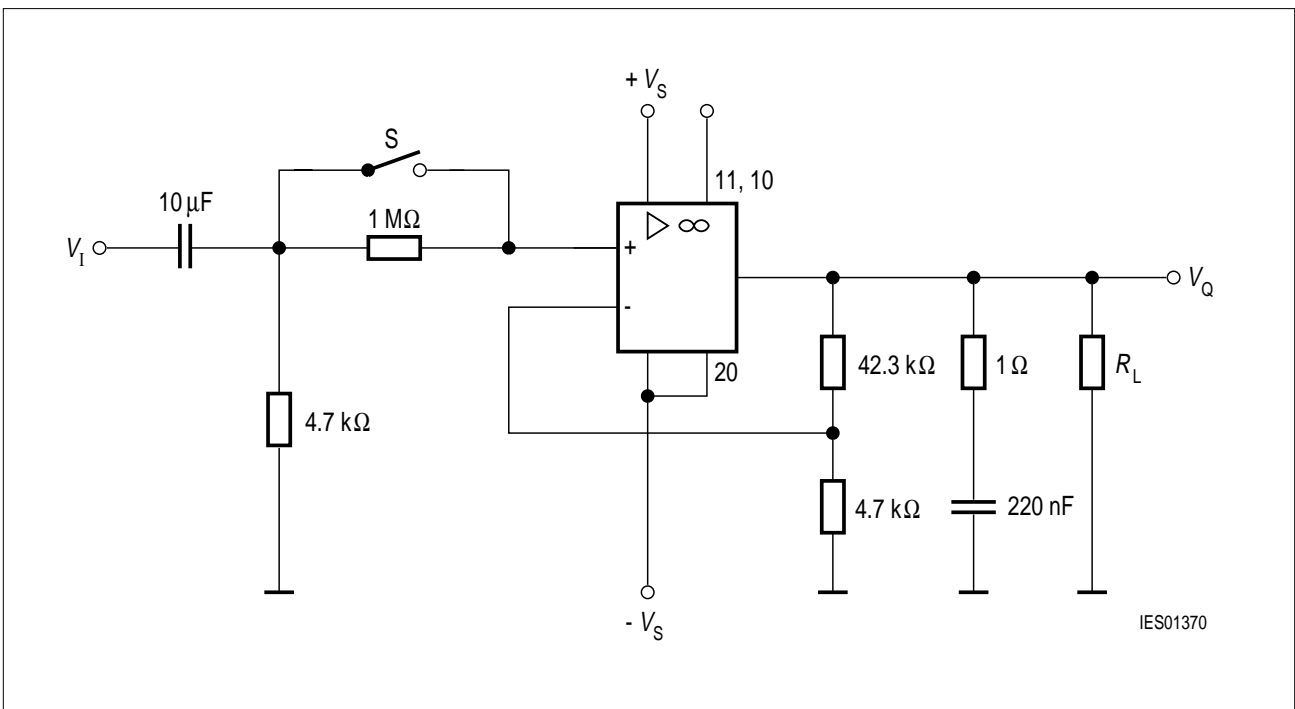 + V_S
S
11, 10
10 µF
1 MΩ
V_I
+
-
V_Q
20
42.3 kΩ
1 Ω
R_L
4.7 kΩ
4.7 kΩ
220 nF
- V_S
IES01370